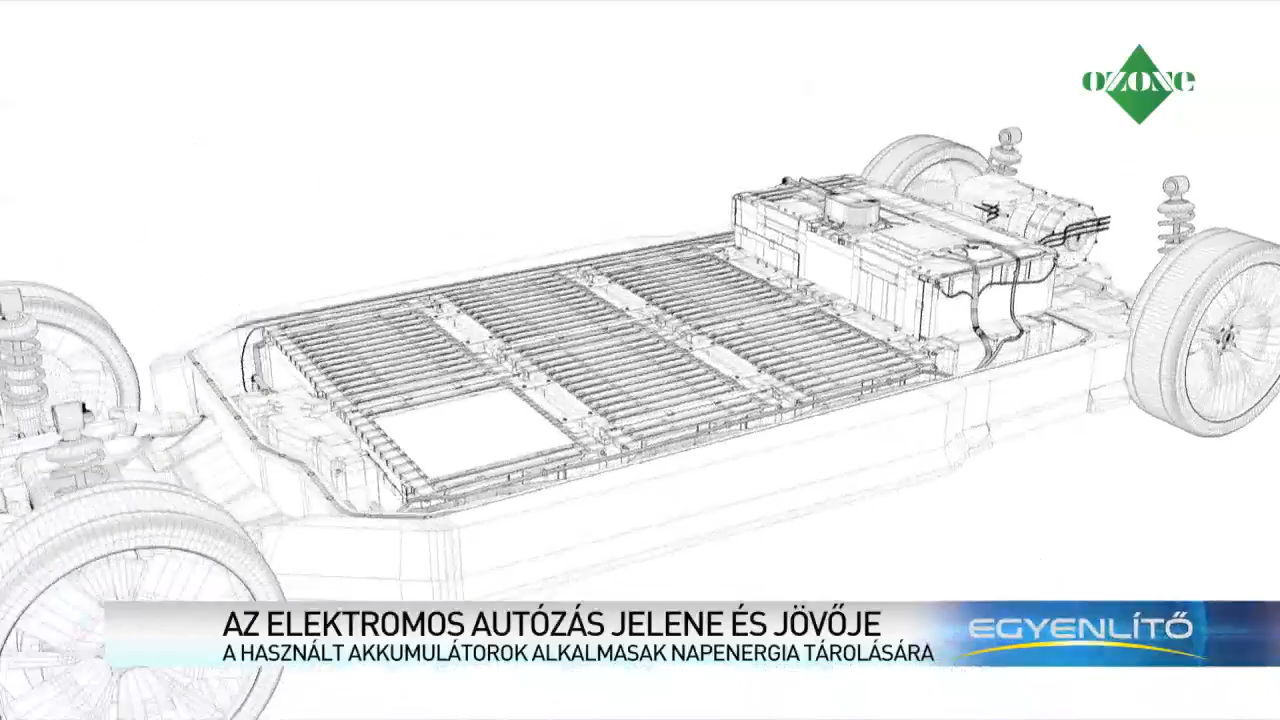 OZONE
AZ ELEKTROMOS AUTÓZÁS JELENE ÉS JÖVŐJE
A HASZNÁLT AKKUMULÁTOROK ALKALMASAK NAPENERGIA TÁROLÁSÁRA
EGYENLÍTŐ